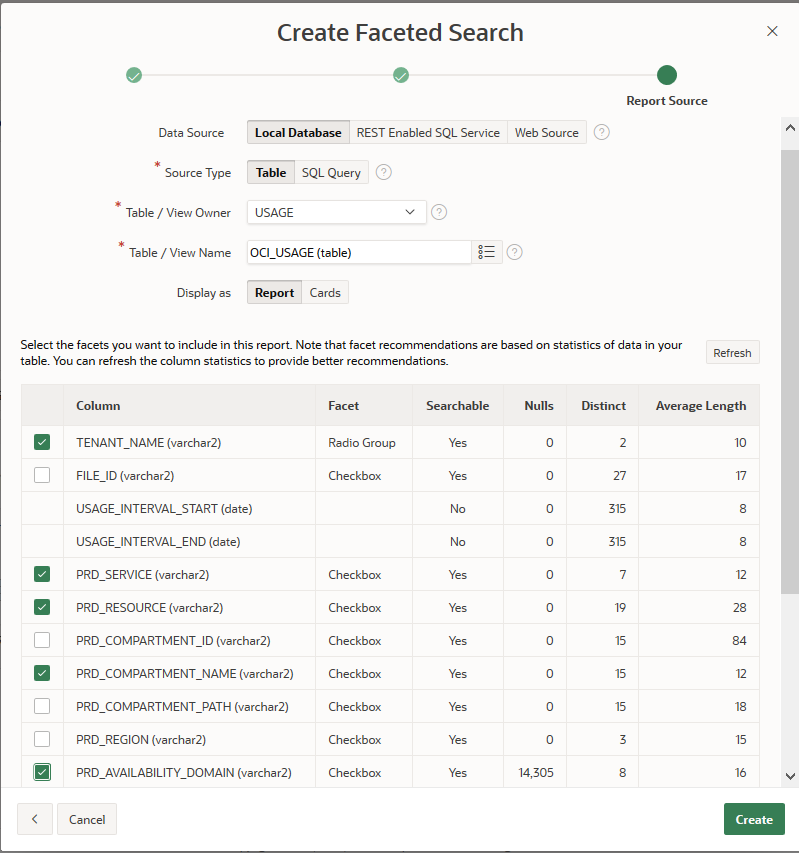 Create Faceted Search
Report Source
Data Source Local Database REST Enabled SQL Service Web Source ?
* Source Type Table SQL Query ?
* Table / View Owner USAGE ?
* Table / View Name OCI_USAGE (table) ?
Display as Report Cards
Select the facets you want to include in this report. Note that facet recommendations are based on statistics of data in your
table. You can refresh the column statistics to provide better recommendations.
Refresh
Column Facet Searchable Nulls Distinct Average Length
TENANT_NAME (varchar2) Radio Group Yes 0 2 10
FILE_ID (varchar2) Checkbox Yes 0 27 17
USAGE_INTERVAL_START (date) No 0 315 8
USAGE_INTERVAL_END (date) No 0 315 8
PRD_SERVICE (varchar2) Checkbox Yes 0 7 12
PRD_RESOURCE (varchar2) Checkbox Yes 0 19 28
PRD_COMPARTMENT_ID (varchar2) Checkbox Yes 0 15 84
PRD_COMPARTMENT_NAME (varchar2) Checkbox Yes 0 15 12
PRD_COMPARTMENT_PATH (varchar2) Checkbox Yes 0 15 18
PRD_REGION (varchar2) Checkbox Yes 0 3 15
PRD_AVAILABILITY_DOMAIN (varchar2) Checkbox Yes 14,305 8 16
Cancel Create